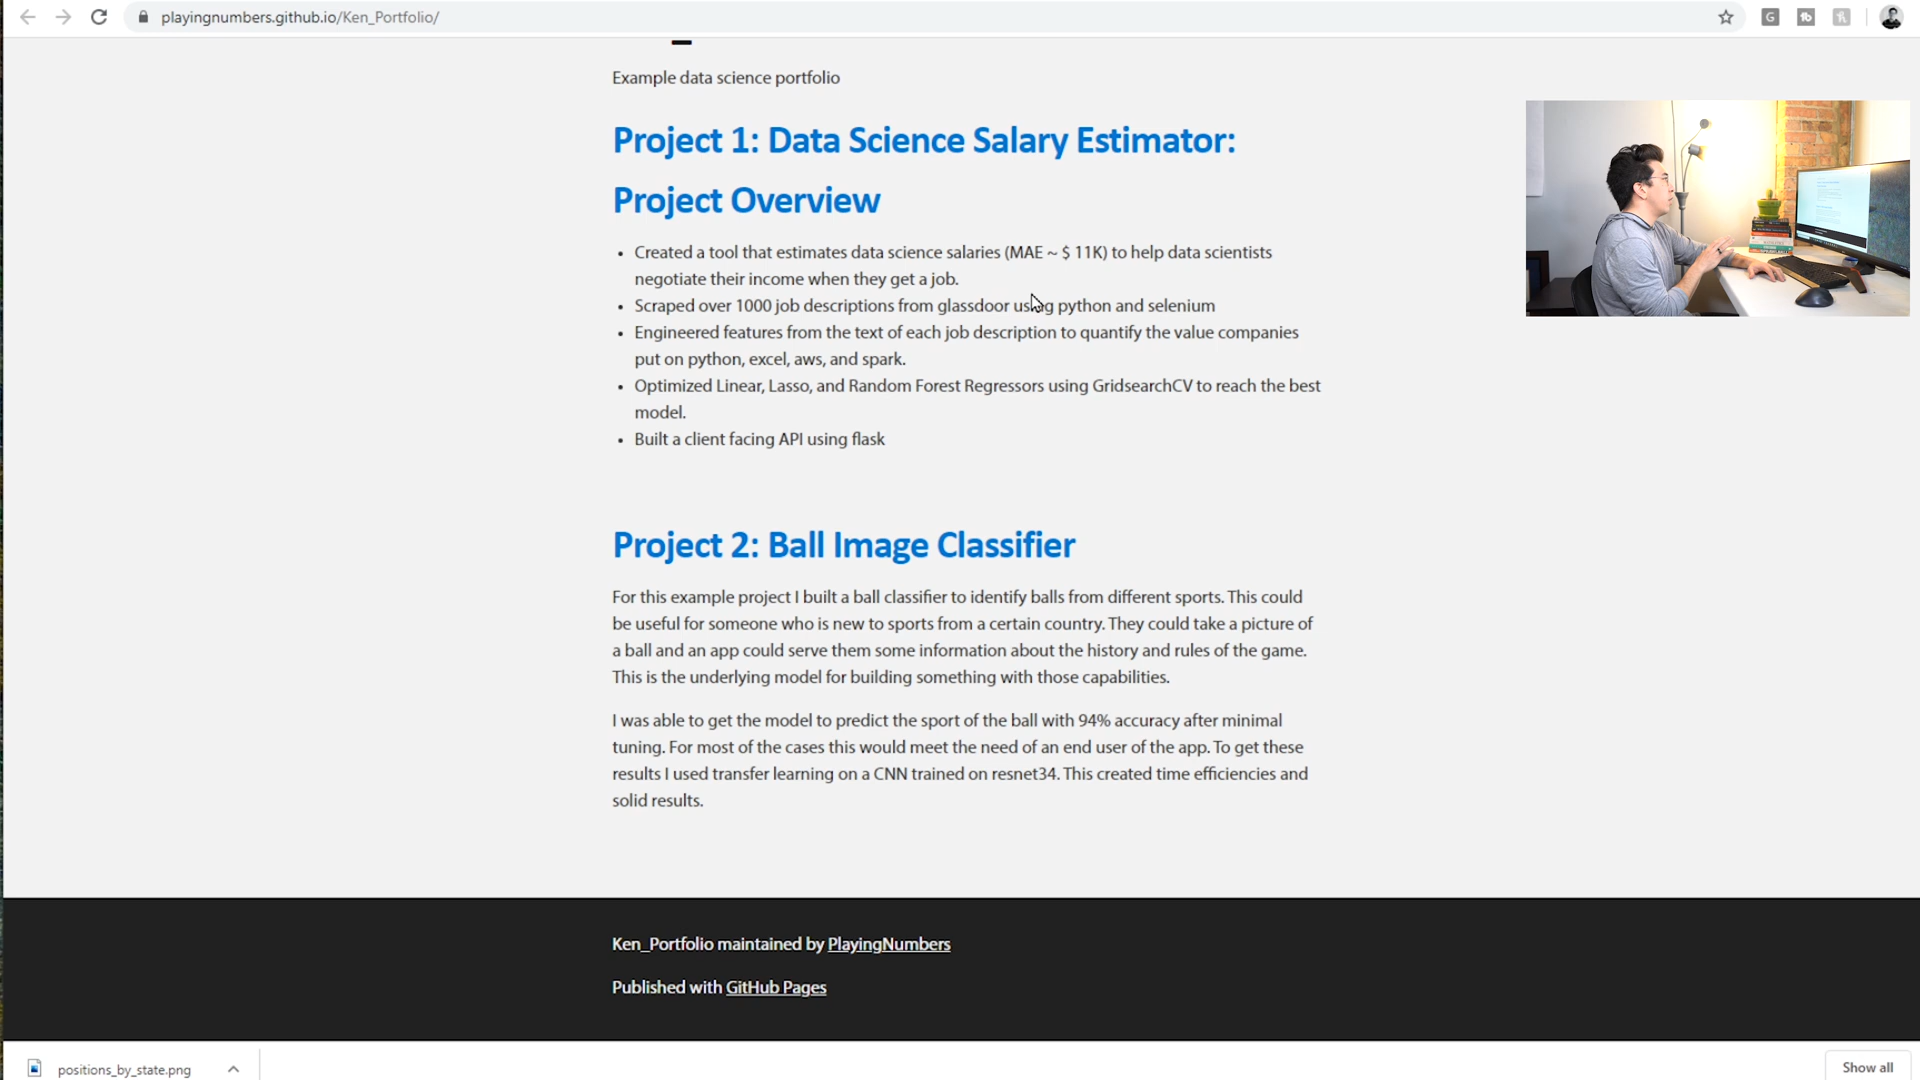 playingnumbers.github.io/Ken_Portfolio/
Example data science portfolio
Project 1: Data Science Salary Estimator:
Project Overview
• Created a tool that estimates data science salaries (MAE ~ $ 11K) to help data scientists
negotiate their income when they get a job.
• Scraped over 1000 job descriptions from glassdoor using python and selenium
• Engineered features from the text of each job description to quantify the value companies
put on python, excel, aws, and spark.
• Optimized Linear, Lasso, and Random Forest Regressors using GridsearchCV to reach the best
model.
• Built a client facing API using flask
Project 2: Ball Image Classifier
For this example project I built a ball classifier to identify balls from different sports. This could
be useful for someone who is new to sports from a certain country. They could take a picture of
a ball and an app could serve them some information about the history and rules of the game.
This is the underlying model for building something with those capabilities.
I was able to get the model to predict the sport of the ball with 94% accuracy after minimal
tuning. For most of the cases this would meet the need of an end user of the app. To get these
results I used transfer learning on a CNN trained on resnet34. This created time efficiencies and
solid results.
Ken_Portfolio maintained by PlayingNumbers
Published with GitHub Pages
positions_by_state.png
Show all